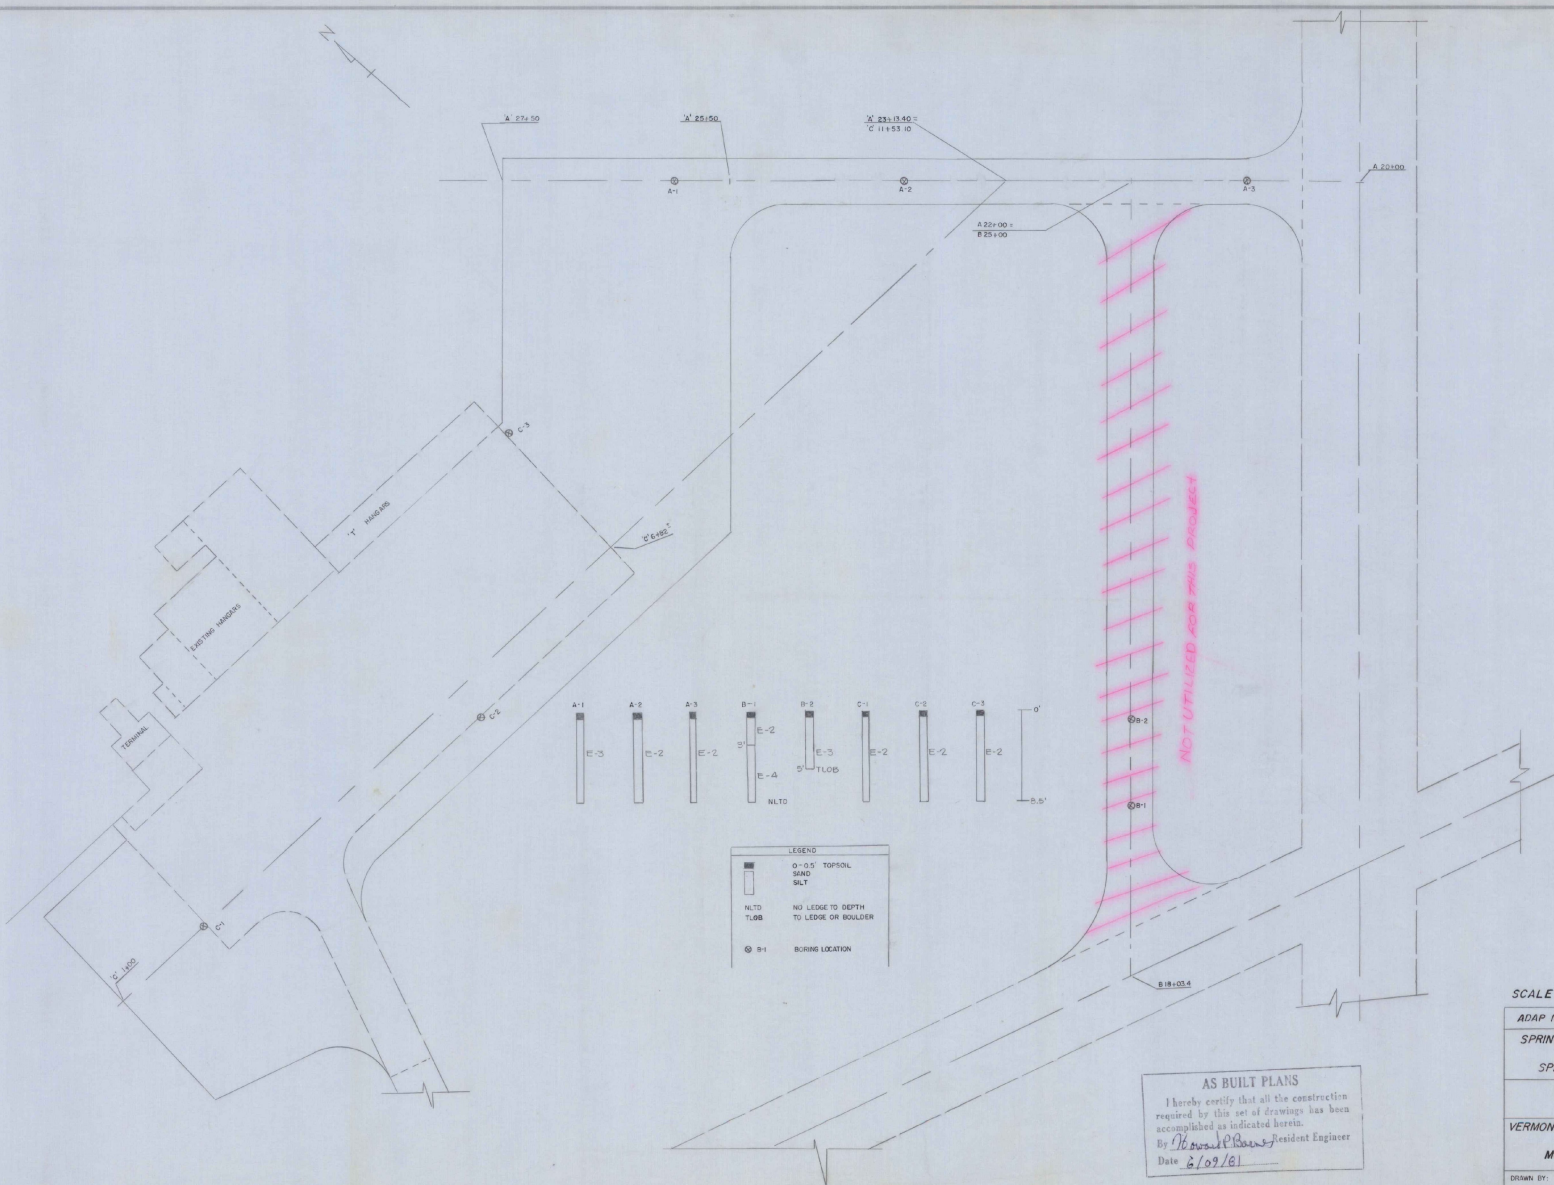 N
'A' 27+50
'A' 25+50
'A' 23+13.40 =
'C' 11+53.10
A 20+00
A-1
A-2
A-3
A 22+00 =
B 25+00
C-3
'T' HANGARS
'C' 6+82 ±
EXISTING HANGARS
TERMINAL
C-2
C-1
'C' 1+00
NOT UTILIZED FOR THIS PROJECT
B-2
B-1
B 18+03.4
A-1 A-2 A-3 B-1 B-2 C-1 C-2 C-3 0'
E-3 E-2 E-2 E-2 E-3 E-2 E-2 E-2
E-4 5' TLOB
NLTD 8.5'
LEGEND
0-0.5' TOPSOIL
SAND
SILT
NLTD NO LEDGE TO DEPTH
TLOB TO LEDGE OR BOULDER
B-1 BORING LOCATION
AS BUILT PLANS
I hereby certify that all the construction
required by this set of drawings has been
accomplished as indicated herein.
By Howard P Barnes Resident Engineer
Date 6/09/81
SCALE
ADAP
SPRIN
SP
VERMON
M
DRAWN BY: